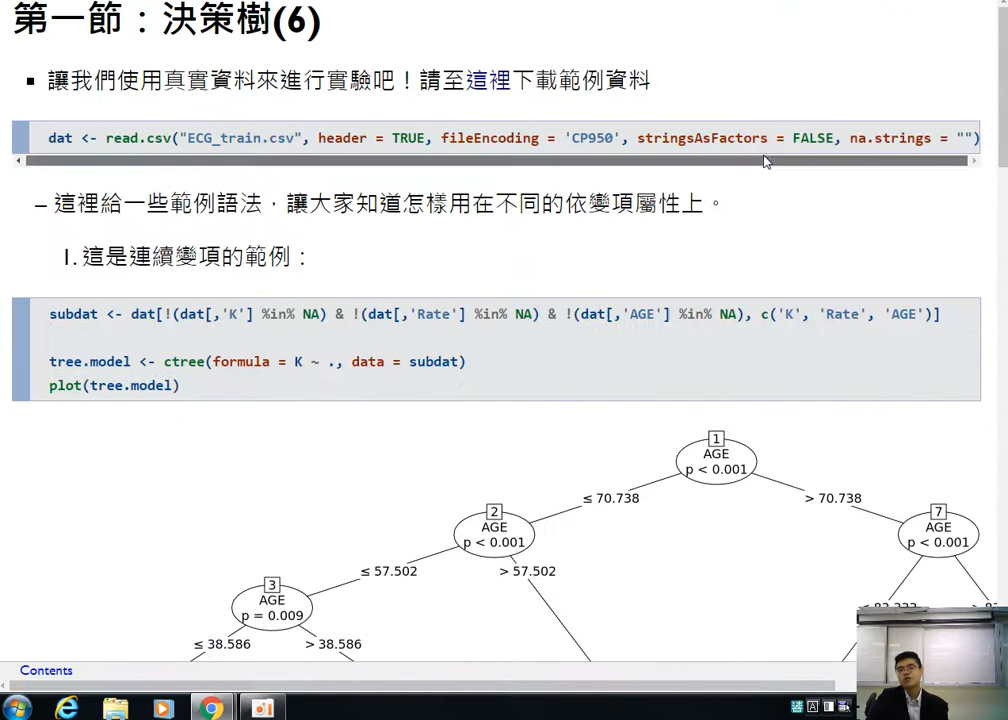 第一節：決策樹(6)
▪ 讓我們使用真實資料來進行實驗吧！請至這裡下載範例資料
dat <- read.csv("ECG_train.csv", header = TRUE, fileEncoding = 'CP950', stringsAsFactors = FALSE, na.strings = "")
– 這裡給一些範例語法，讓大家知道怎樣用在不同的依變項屬性上。
I. 這是連續變項的範例：
subdat <- dat[!(dat[,'K'] %in% NA) & !(dat[,'Rate'] %in% NA) & !(dat[,'AGE'] %in% NA), c('K', 'Rate', 'AGE')]
tree.model <- ctree(formula = K ~ ., data = subdat)
plot(tree.model)
1
AGE
p < 0.001
≤ 70.738
> 70.738
2
AGE
p < 0.001
7
AGE
p < 0.001
≤ 57.502
> 57.502
3
AGE
p = 0.009
≤ 38.586
> 38.586
Contents